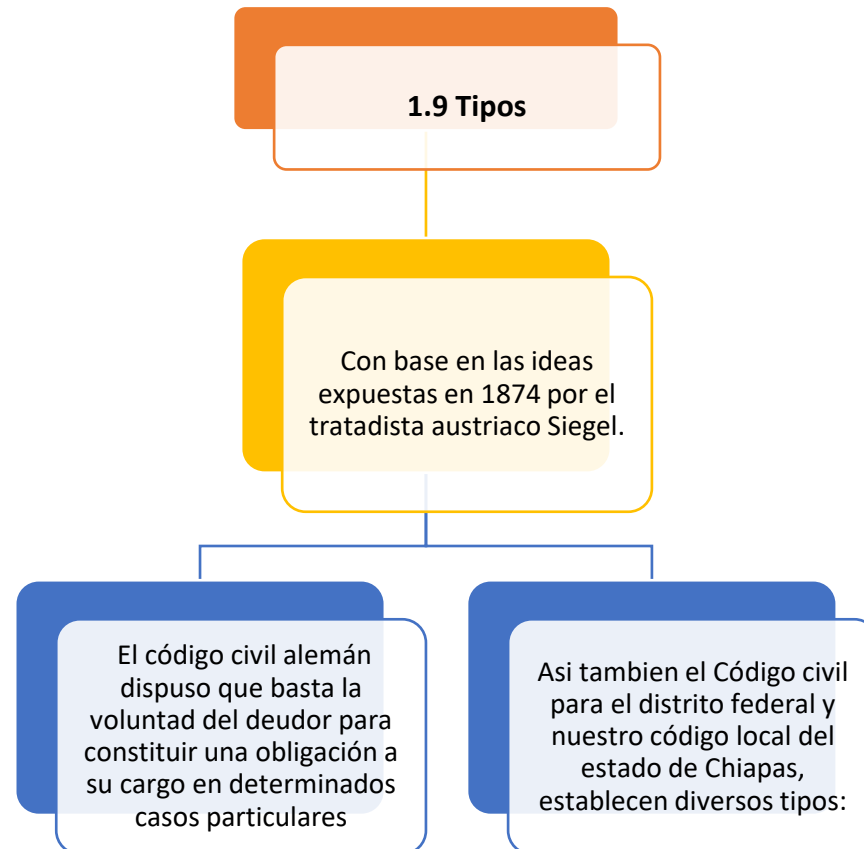 1.9 Tipos
Con base en las ideas
expuestas en 1874 por el
tratadista austriaco Siegel.
El código civil alemán
dispuso que basta la
voluntad del deudor para
constituir una obligación a
su cargo en determinados
casos particulares
Asi tambien el Código civil
para el distrito federal y
nuestro código local del
estado de Chiapas,
establecen diversos tipos: